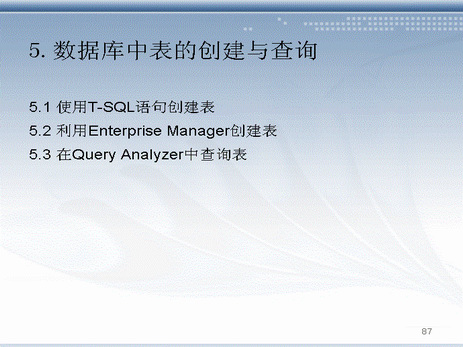 5. 数据库中表的创建与查询
5.1 使用T-SQL语句创建表
5.2 利用Enterprise Manager创建表
5.3 在Query Analyzer中查询表
87